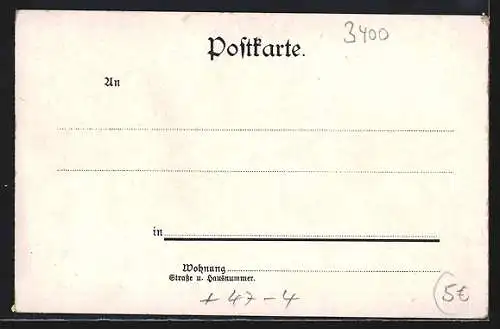 3400
Postkarte.
An
in
Wohnung
Straße u. Hausnummer.
+ 47-4
5€